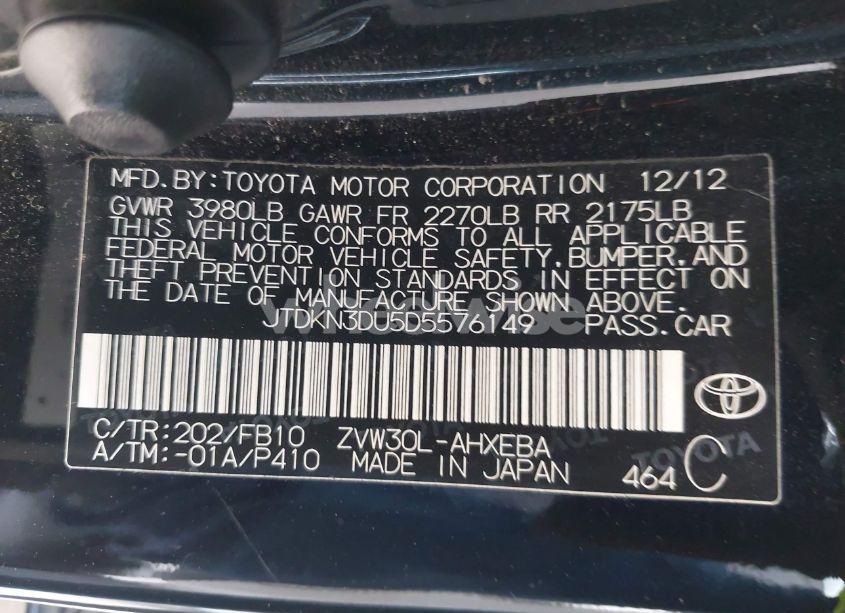 MFD.BY:TOYOTA MOTOR CORPORATION 12/12
GVWR 3980LB GAWR FR 2270LB RR 2175LB
THIS VEHICLE CONFORMS TO ALL APPLICABLE
FEDERAL MOTOR VEHICLE SAFETY,BUMPER,AND
THEFT PREVENTION STANDARDS IN EFFECT ON
THE DATE OF MANUFACTURE SHOWN ABOVE.
JTDKN3DU5D5576149 PASS.CAR
C/TR:202/FB10 ZVW30L-AHXEBA
A/TM:-01A/P410 MADE IN JAPAN 464 C
TOYOTA